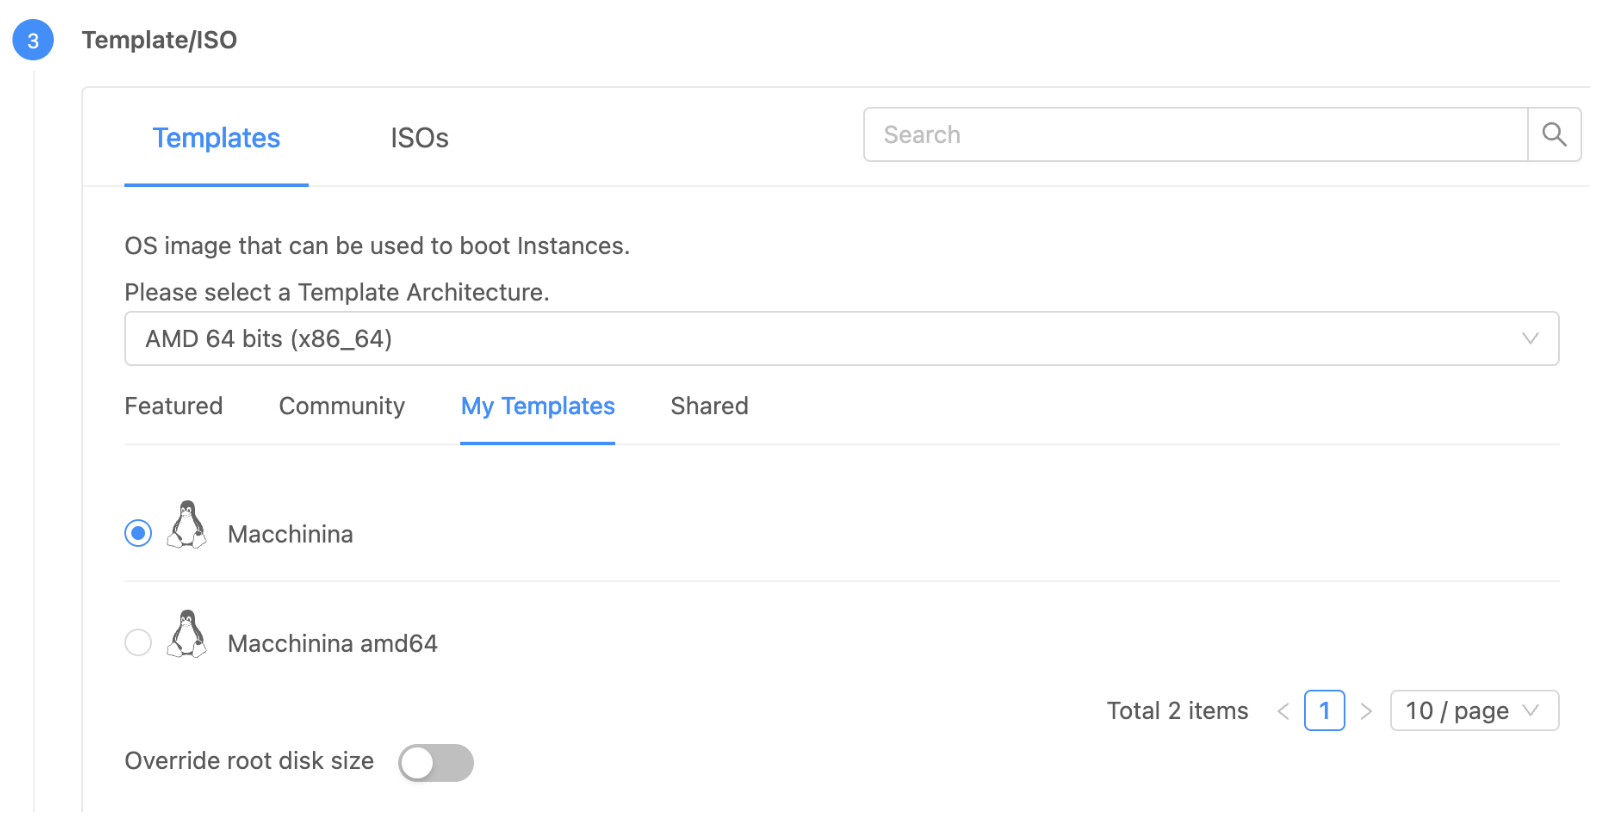 3 Template/ISO
Templates ISOs Search
OS image that can be used to boot Instances.
Please select a Template Architecture.
AMD 64 bits (x86_64)
Featured Community My Templates Shared
Macchinina
Macchinina amd64
Total 2 items < 1 > 10 / page
Override root disk size